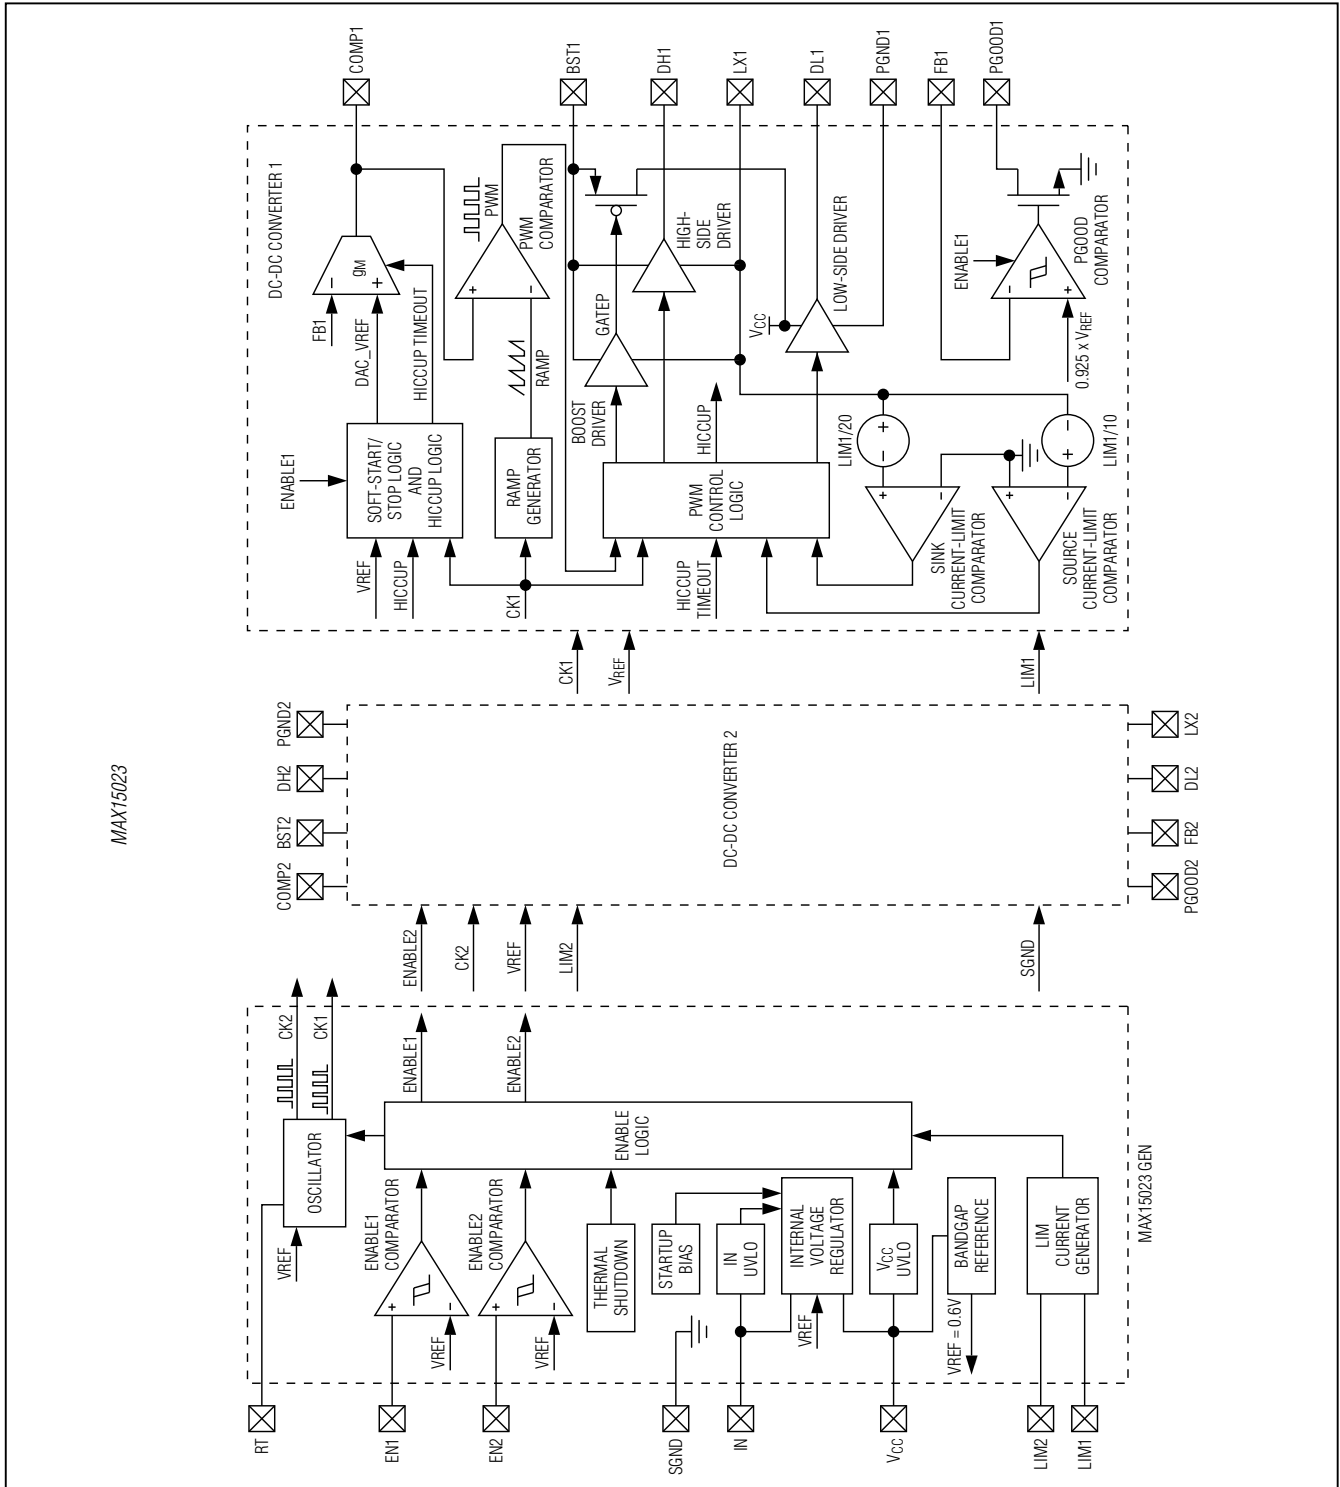 MAX15023
RT
EN1
EN2
SGND
IN
VCC
LIM2
LIM1
MAX15023 GEN
VREF
OSCILLATOR
CK2
CK1
ENABLE1
COMPARATOR
+
−
VREF
ENABLE2
COMPARATOR
+
−
VREF
THERMAL
SHUTDOWN
STARTUP
BIAS
IN
UVLO
INTERNAL
VOLTAGE
REGULATOR
VREF
VCC
UVLO
BANDGAP
REFERENCE
VREF = 0.6V
LIM
CURRENT
GENERATOR
ENABLE
LOGIC
ENABLE1
ENABLE2
ENABLE2
CK2
VREF
LIM2
SGND
DC-DC CONVERTER 2
COMP2
BST2
DH2
PGND2
PGOOD2
FB2
DL2
LX2
CK1
VREF
LIM1
DC-DC CONVERTER 1
ENABLE1
VREF
HICCUP
SOFT-START/
STOP LOGIC
AND
HICCUP LOGIC
FB1
DAC_VREF
HICCUP TIMEOUT
−
+
gM
CK1
RAMP
GENERATOR
RAMP
+
−
PWM
PWM
COMPARATOR
HICCUP
TIMEOUT
PWM
CONTROL
LOGIC
HICCUP
BOOST
DRIVER
GATEP
HIGH-
SIDE
DRIVER
VCC
LOW-SIDE DRIVER
LIM1/20
+
−
LIM1/10
−
+
+
−
SINK
CURRENT-LIMIT
COMPARATOR
+
−
SOURCE
CURRENT-LIMIT
COMPARATOR
ENABLE1
−
+
PGOOD
COMPARATOR
0.925 x VREF
COMP1
BST1
DH1
LX1
DL1
PGND1
FB1
PGOOD1